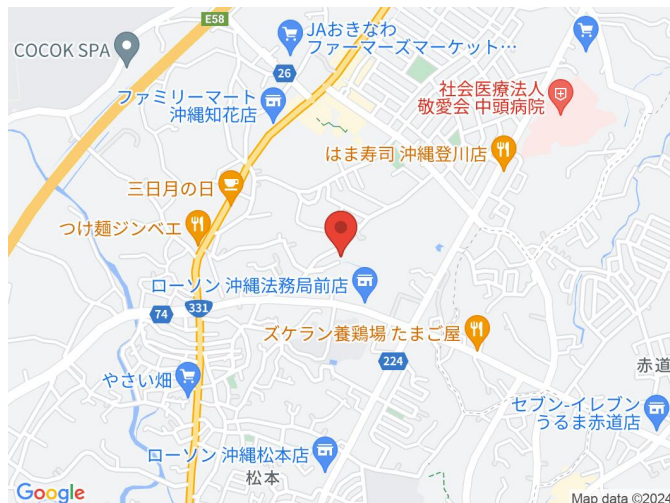 E58
COCOK SPA
JAおきなわ
ファーマーズマーケット…
26
ファミリーマート
沖縄知花店
社会医療法人
敬愛会 中頭病院
はま寿司 沖縄登川店
三日月の日
つけ麺ジンベエ
ローソン 沖縄法務局前店
74
331
ズケラン養鶏場 たまご屋
224
やさい畑
赤道
セブン-イレブン
うるま赤道店
ローソン 沖縄松本店
松本
Google
Map data ©2024